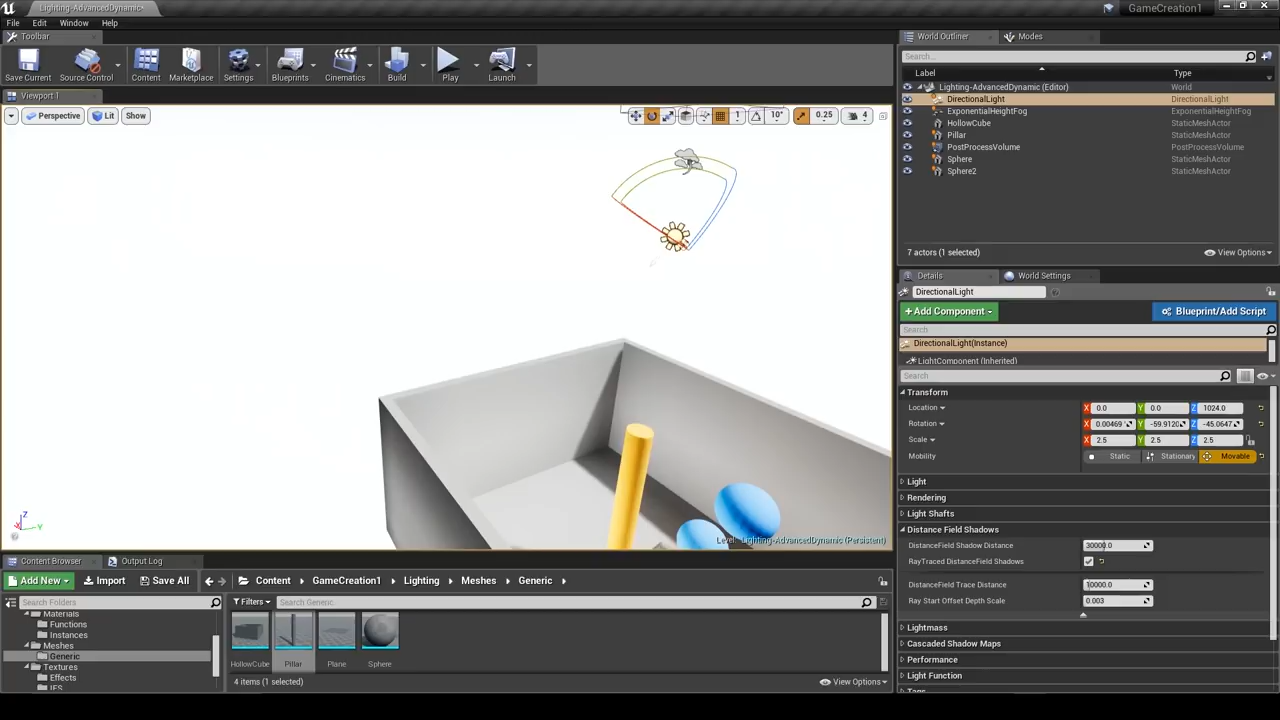 Lighting-AdvancedDynamic*
GameCreation1
File Edit Window Help
Toolbar
Save Current Source Control Content Marketplace Settings Blueprints Cinematics Build Play Launch
Viewport 1
Perspective Lit Show
1 10° 0.25 4
Level: Lighting-AdvancedDynamic (Persistent)
Z
X Y
World Outliner Modes
Search...
Label Type
Lighting-AdvancedDynamic (Editor) World
DirectionalLight DirectionalLight
ExponentialHeightFog ExponentialHeightFog
HollowCube StaticMeshActor
Pillar StaticMeshActor
PostProcessVolume PostProcessVolume
Sphere StaticMeshActor
Sphere2 StaticMeshActor
7 actors (1 selected) View Options
Details World Settings
DirectionalLight
+Add Component Blueprint/Add Script
Search
DirectionalLight(Instance)
LightComponent (Inherited)
Search
Transform
Location X 0.0 Y 0.0 Z 1024.0
Rotation X 0.00469 Y -59.9120 Z -45.0647
Scale X 2.5 Y 2.5 Z 2.5
Mobility Static Stationary Movable
Light
Rendering
Light Shafts
Distance Field Shadows
DistanceField Shadow Distance 30000.0
RayTraced DistanceField Shadows
DistanceField Trace Distance 10000.0
Ray Start Offset Depth Scale 0.003
Lightmass
Cascaded Shadow Maps
Performance
Light Function
Tags
Content Browser Output Log
Add New Import Save All Content GameCreation1 Lighting Meshes Generic
Search Folders
Filters Search Generic
Materials
Functions
Instances
Meshes
Generic
Textures
Effects
IES
HollowCube Pillar Plane Sphere
4 items (1 selected) View Options